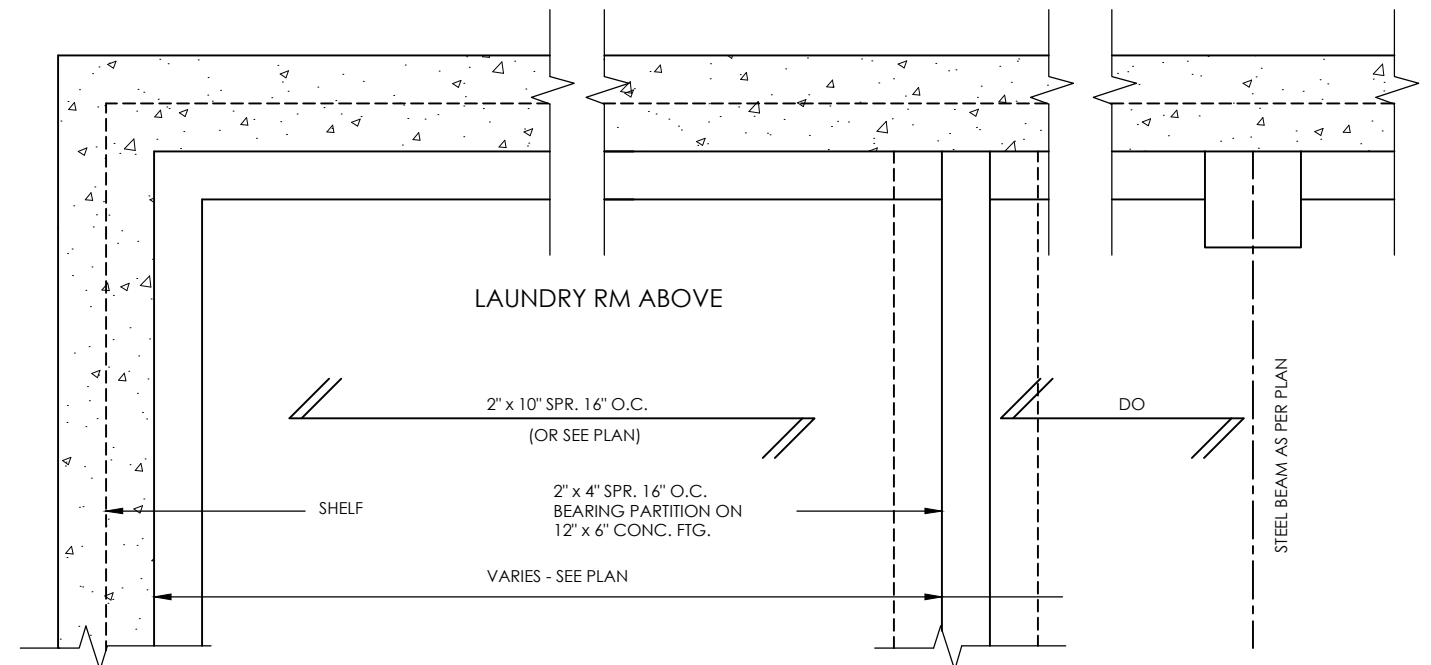 LAUNDRY RM ABOVE
2" x 10" SPR. 16" O.C.
(OR SEE PLAN)
DO
STEEL BEAM AS PER PLAN
SHELF
2" x 4" SPR. 16" O.C.
BEARING PARTITION ON
12" x 6" CONC. FTG.
VARIES - SEE PLAN